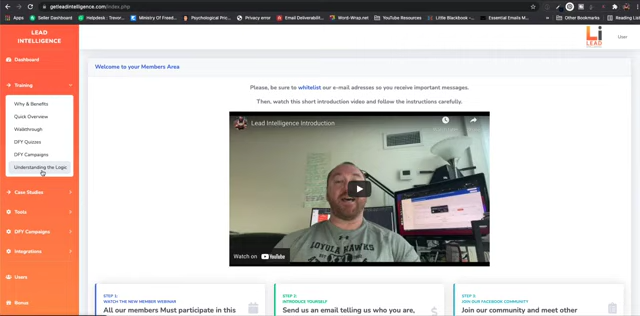 getleadintelligence.com/index.php
Apps
Seller Dashboard
Helpdesk : Trevor...
Ministry Of Freed...
Psychological Pric...
Privacy error
Email Deliverabili...
Word-Wrap.net
YouTube Resources
Little Blackbook -...
Essential Emails M...
Other Bookmarks
Reading List
LEAD
INTELLIGENCE
Dashboard
Training
Why & Benefits
Quick Overview
Walkthrough
DFY Quizzes
DFY Campaigns
Understanding the Logic
Case Studies
Tools
DFY Campaigns
Integrations
Users
Bonus
Li
LEAD
User
Welcome to your Members Area
Please, be sure to whitelist our e-mail adresses so you receive important messages.
Then, watch this short introduction video and follow the instructions carefully.
Lead Intelligence Introduction
LOYOLA HAWKS
Watch on YouTube
STEP 1:
WATCH THE NEW MEMBER WEBINAR
All our members Must participate in this
STEP 2:
INTRODUCE YOURSELF
Send us an email telling us who you are,
STEP 3:
JOIN OUR FACEBOOK COMMUNITY
Join our community and meet other